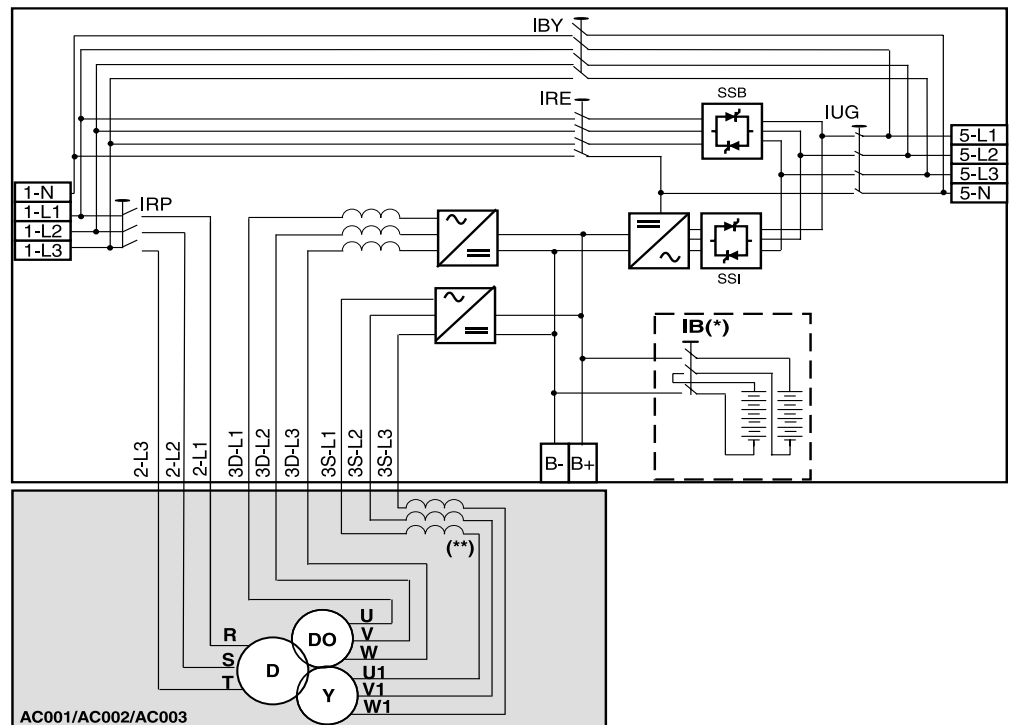 IBY
SSB
IRE
IUG
5-L1
5-L2
5-L3
5-N
1-N
1-L1
1-L2
1-L3
IRP
SSI
IB(*)
2-L3
2-L2
2-L1
3D-L1
3D-L2
3D-L3
3S-L1
3S-L2
3S-L3
B-
B+
(**)
R
S
T
D
DO
Y
U
V
W
U1
V1
W1
AC001/AC002/AC003